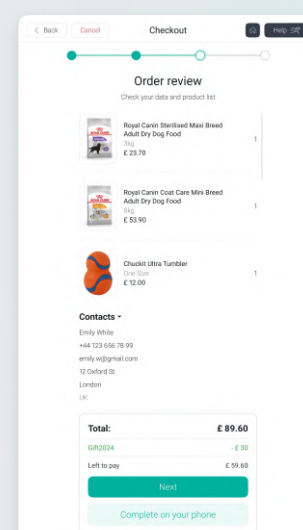 Back
Cancel
Checkout
Help
Order review
Check your data and product list
ROYAL CANIN
Royal Canin Sterilised Maxi Breed
Adult Dry Dog Food
3kg
£ 23.70
1
ROYAL CANIN
Royal Canin Coat Care Mini Breed
Adult Dry Dog Food
8kg
£ 53.90
1
Chuckit Ultra Tumbler
One Size
£ 12.00
1
Contacts
Emily White
+44 123 656 78 99
emily.w@gmail.com
12 Oxford St
London
UK
Total: £ 89.60
Gift2024 - £ 30
Left to pay £ 59.60
Next
Complete on your phone